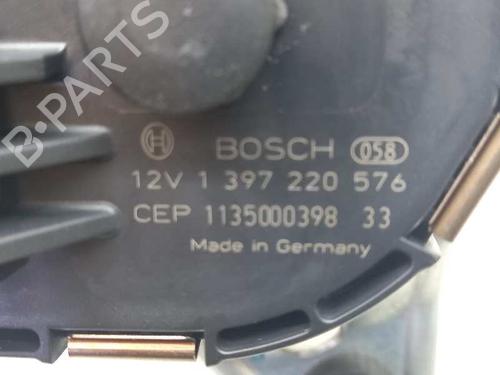 BOSCH 058
12V 1 397 220 576
CEP 1135000398 33
Made in Germany
B-PARTS